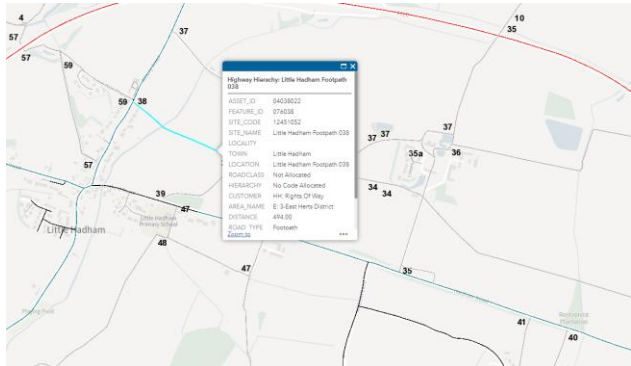 4
57
57
59
37
10
35
59 38
57
39
47
Little Hadham
Primary School
Little Hadham
48
47
Playing Field
37 37
37
35a
36
34 34
35
41
40
Highway Hierachy: Little Hadham Footpath
038
ASSET_ID 04038022
FEATURE_ID 076038
SITE_CODE 12451052
SITE_NAME Little Hadham Footpath 038
LOCALITY
TOWN Little Hadham
LOCATION Little Hadham Footpath 038
ROADCLASS Not Allocated
HIERARCHY No Code Allocated
CUSTOMER HH: Rights Of Way
AREA_NAME E: 3-East Herts District
DISTANCE 494.00
ROAD_TYPE Footpath
Zoom to